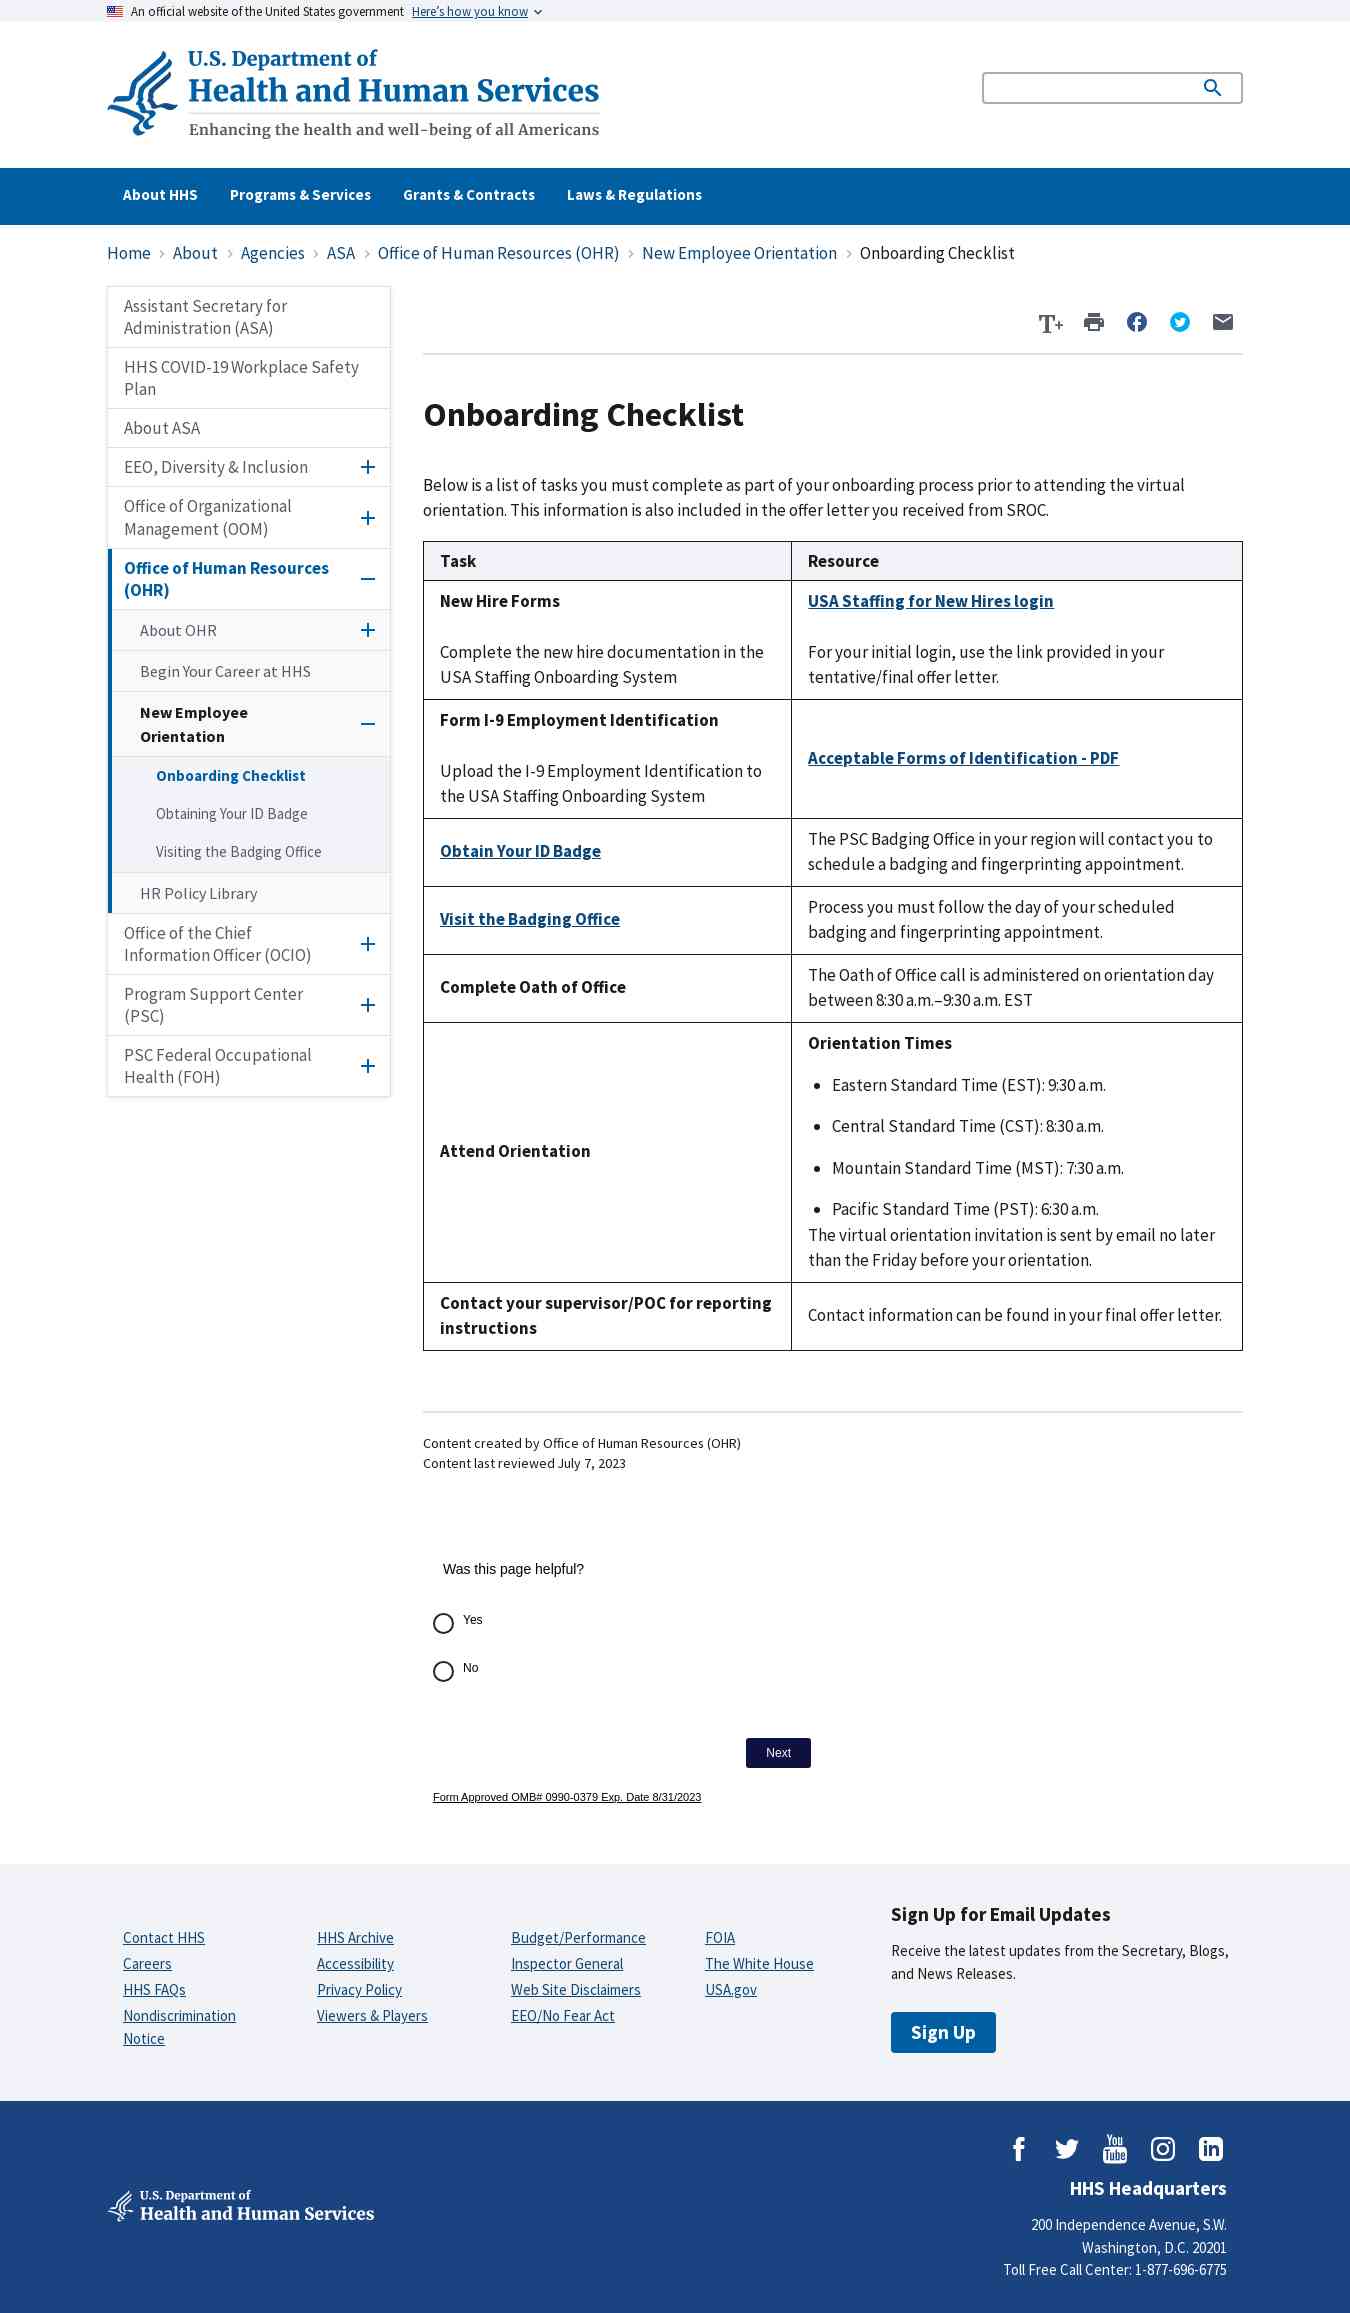 An official website of the United States government Here's how you know
U.S. Department of
Health and Human Services
Enhancing the health and well-being of all Americans
About HHS Programs & Services Grants & Contracts Laws & Regulations
Home About Agencies ASA Office of Human Resources (OHR) New Employee Orientation Onboarding Checklist
Assistant Secretary for
Administration (ASA)
HHS COVID-19 Workplace Safety
Plan
About ASA
EEO, Diversity & Inclusion
Office of Organizational
Management (OOM)
Office of Human Resources
(OHR)
About OHR
Begin Your Career at HHS
New Employee
Orientation
Onboarding Checklist
Obtaining Your ID Badge
Visiting the Badging Office
HR Policy Library
Office of the Chief
Information Officer (OCIO)
Program Support Center
(PSC)
PSC Federal Occupational
Health (FOH)
T+
Onboarding Checklist
Below is a list of tasks you must complete as part of your onboarding process prior to attending the virtual
orientation. This information is also included in the offer letter you received from SROC.
Task Resource
New Hire Forms
Complete the new hire documentation in the
USA Staffing Onboarding System
USA Staffing for New Hires login
For your initial login, use the link provided in your
tentative/final offer letter.
Form I-9 Employment Identification
Upload the I-9 Employment Identification to
the USA Staffing Onboarding System
Acceptable Forms of Identification - PDF
Obtain Your ID Badge
The PSC Badging Office in your region will contact you to
schedule a badging and fingerprinting appointment.
Visit the Badging Office
Process you must follow the day of your scheduled
badging and fingerprinting appointment.
Complete Oath of Office
The Oath of Office call is administered on orientation day
between 8:30 a.m.–9:30 a.m. EST
Attend Orientation
Orientation Times
• Eastern Standard Time (EST): 9:30 a.m.
• Central Standard Time (CST): 8:30 a.m.
• Mountain Standard Time (MST): 7:30 a.m.
• Pacific Standard Time (PST): 6:30 a.m.
The virtual orientation invitation is sent by email no later
than the Friday before your orientation.
Contact your supervisor/POC for reporting
instructions
Contact information can be found in your final offer letter.
Content created by Office of Human Resources (OHR)
Content last reviewed July 7, 2023
Was this page helpful?
Yes
No
Next
Form Approved OMB# 0990-0379 Exp. Date 8/31/2023
Contact HHS
Careers
HHS FAQs
Nondiscrimination
Notice
HHS Archive
Accessibility
Privacy Policy
Viewers & Players
Budget/Performance
Inspector General
Web Site Disclaimers
EEO/No Fear Act
FOIA
The White House
USA.gov
Sign Up for Email Updates
Receive the latest updates from the Secretary, Blogs,
and News Releases.
Sign Up
You
Tube
U.S. Department of
Health and Human Services
HHS Headquarters
200 Independence Avenue, S.W.
Washington, D.C. 20201
Toll Free Call Center: 1-877-696-6775